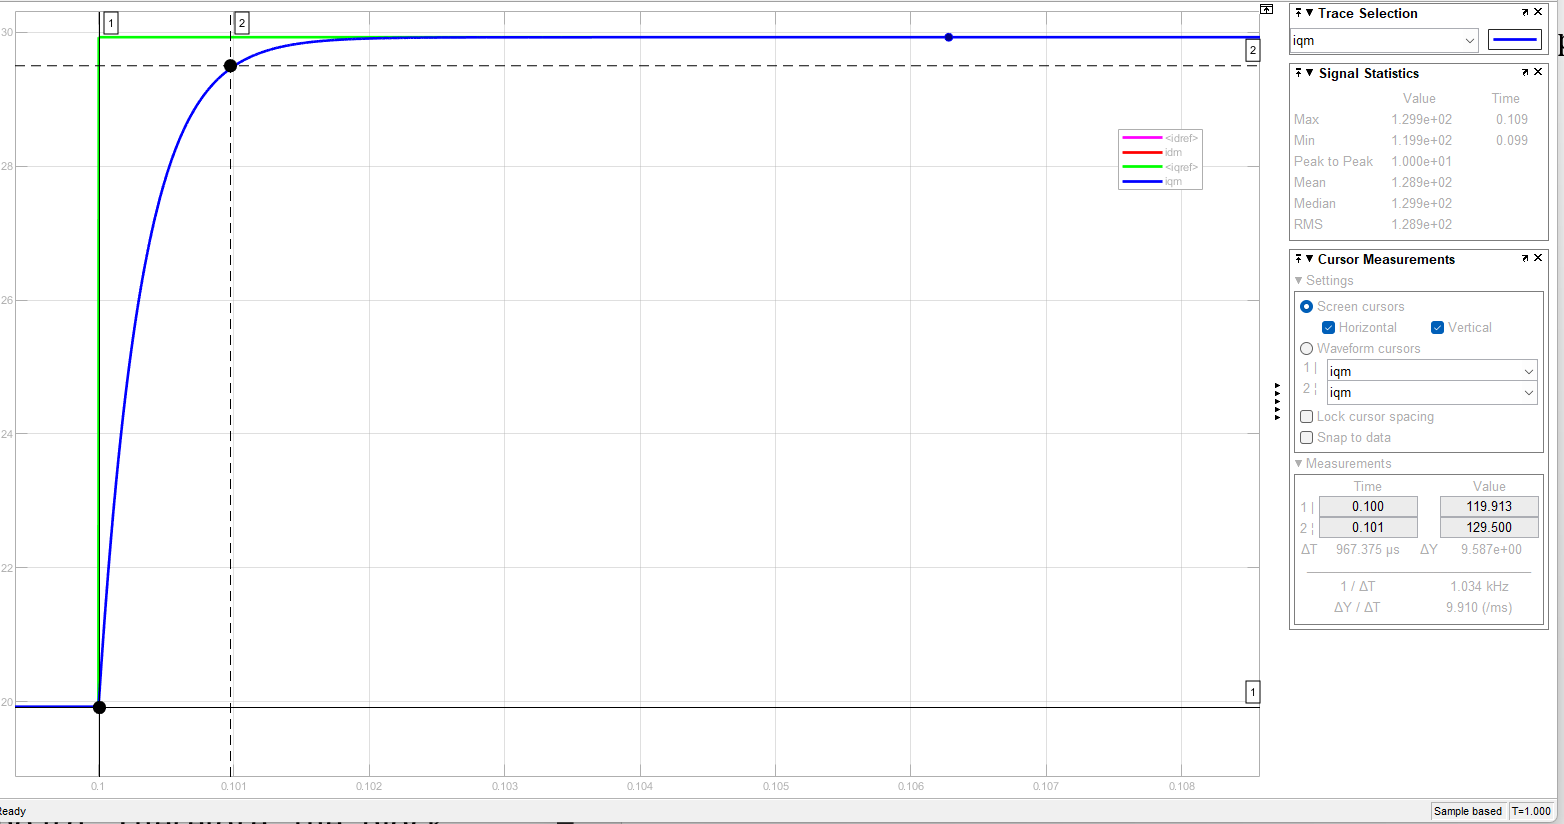 1
2
30
28
26
24
22
20
2
1
<idref>
idm
<iqref>
iqm
0.1
0.101
0.102
0.103
0.104
0.105
0.106
0.107
0.108
Trace Selection
iqm
Signal Statistics
Value Time
Max 1.299e+02 0.109
Min 1.199e+02 0.099
Peak to Peak 1.000e+01
Mean 1.289e+02
Median 1.299e+02
RMS 1.289e+02
Cursor Measurements
Settings
Screen cursors
Horizontal Vertical
Waveform cursors
1 | iqm
2 ¦ iqm
Lock cursor spacing
Snap to data
Measurements
Time Value
1 | 0.100 119.913
2 ¦ 0.101 129.500
ΔT 967.375 µs ΔY 9.587e+00
1 / ΔT 1.034 kHz
ΔY / ΔT 9.910 (/ms)
eady
Sample based T=1.000